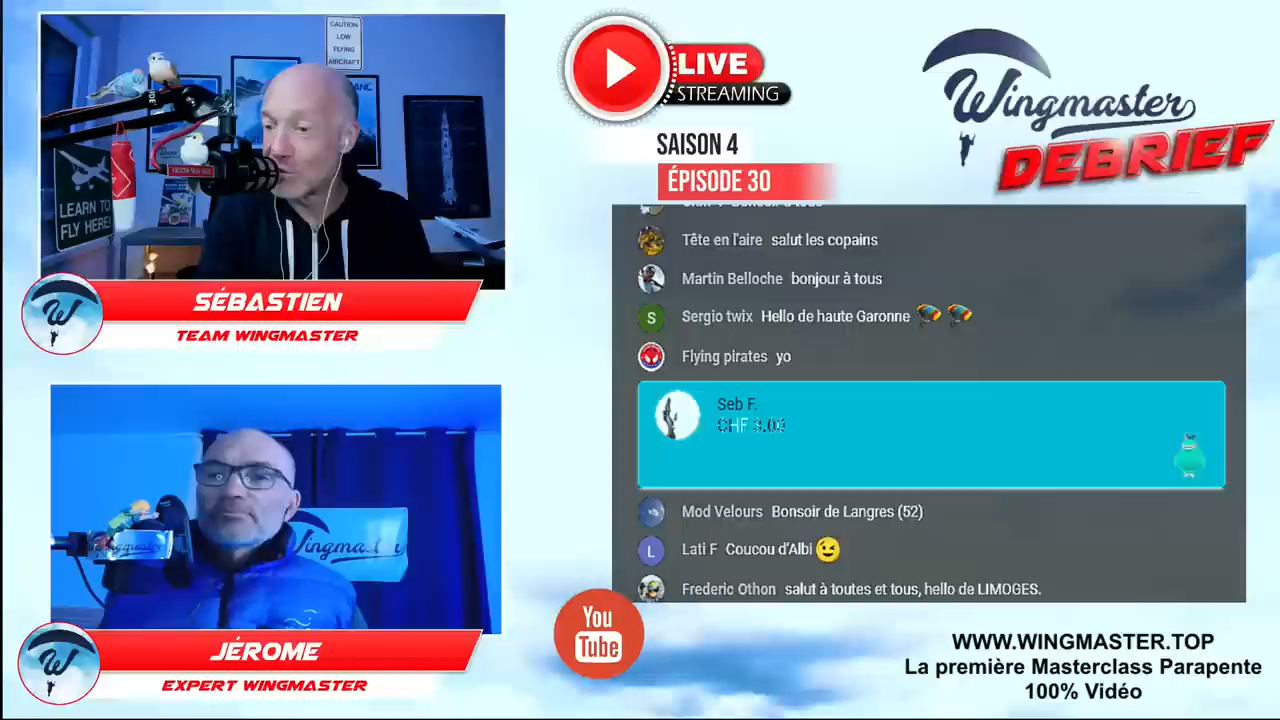 CAUTION
LOW
FLYING
AIRCRAFT
LEARN TO
FLY HERE!
SÉBASTIEN
TEAM WINGMASTER
Wingmaster
JÉROME
EXPERT WINGMASTER
LIVE
STREAMING
SAISON 4
ÉPISODE 30
Wingmaster
DEBRIEF
Tête en l'aire salut les copains
Martin Belloche bonjour à tous
S
Sergio twix Hello de haute Garonne
Flying pirates yo
Seb F.
CHF
Mod Velours Bonsoir de Langres (52)
L
Lati F Coucou d'Albi
Frederic Othon salut à toutes et tous, hello de LIMOGES.
You
Tube
WWW.WINGMASTER.TOP
La première Masterclass Parapente
100% Vidéo